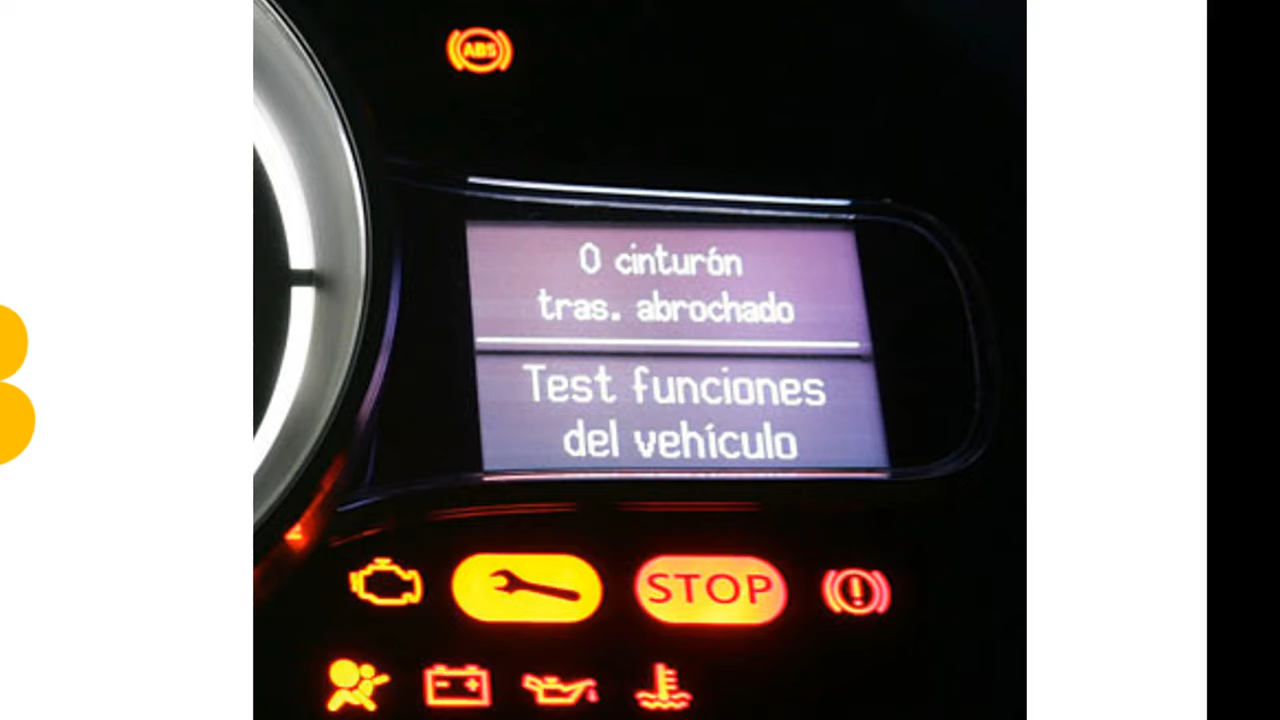 ABS
0 cinturón
tras. abrochado
Test funciones
del vehículo
STOP